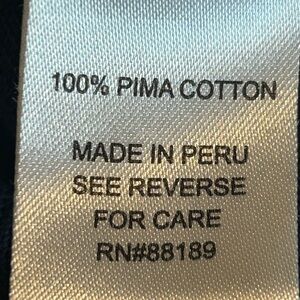 100% PIMA COTTON
MADE IN PERU
SEE REVERSE
FOR CARE
RN#88189